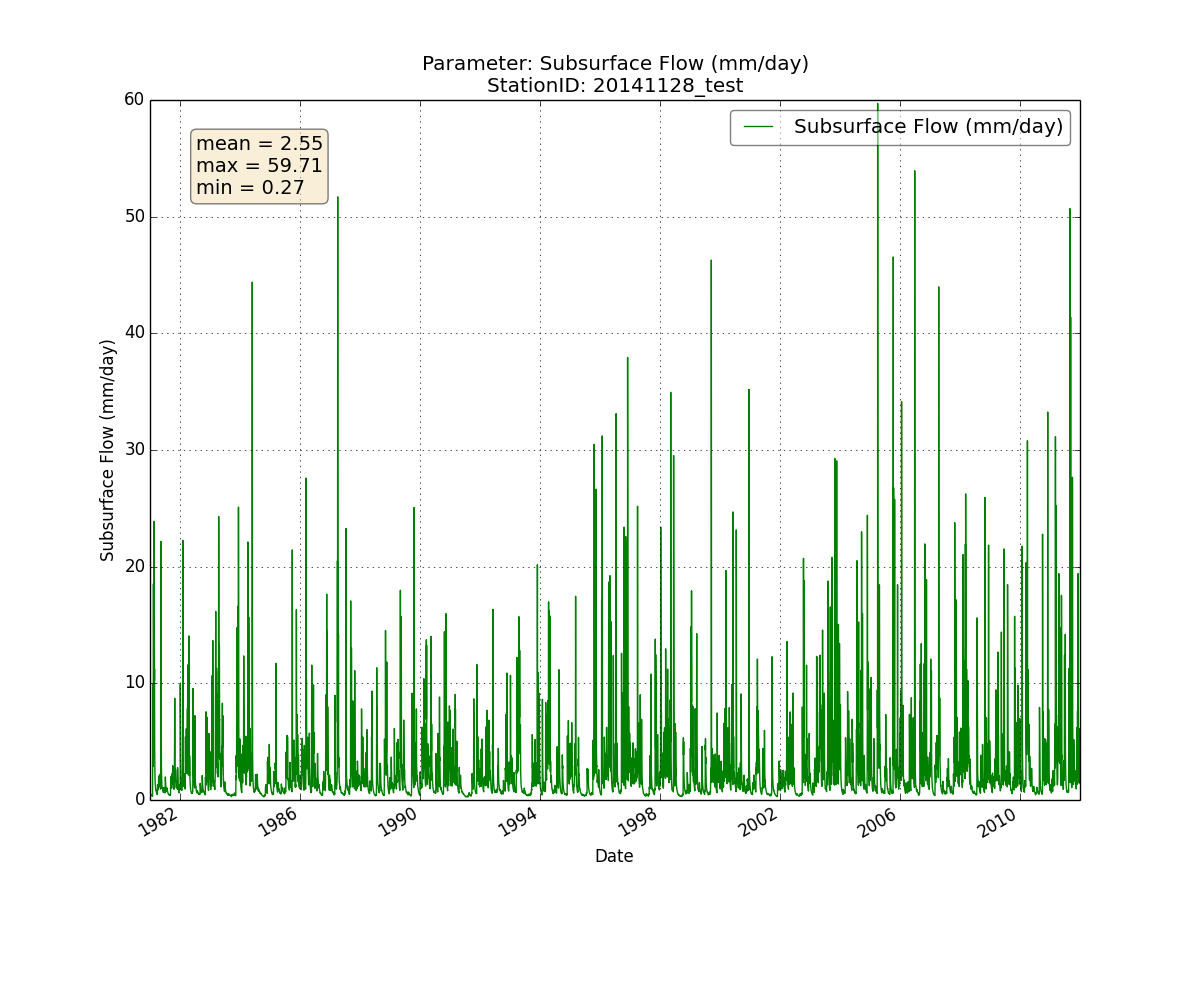 Parameter: Subsurface Flow (mm/day)
StationID: 20141128_test
60
50
40
30
20
10
0
Subsurface Flow (mm/day)
mean = 2.55
max = 59.71
min = 0.27
Subsurface Flow (mm/day)
1982
1986
1990
1994
1998
2002
2006
2010
Date